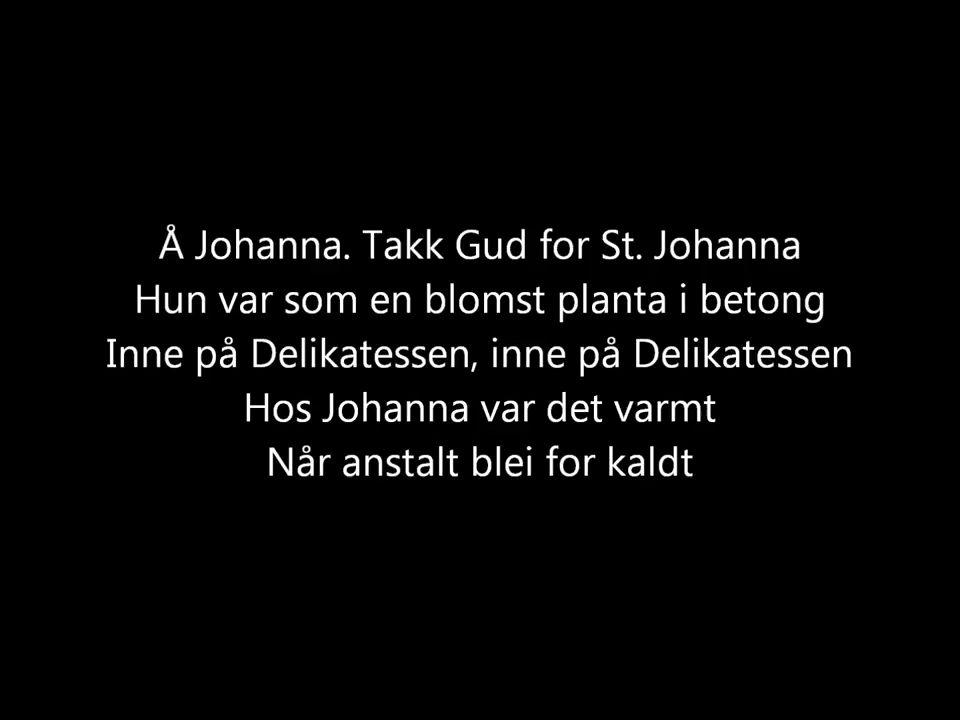 Å Johanna. Takk Gud for St. Johanna
Hun var som en blomst planta i betong
Inne på Delikatessen, inne på Delikatessen
Hos Johanna var det varmt
Når anstalt blei for kaldt